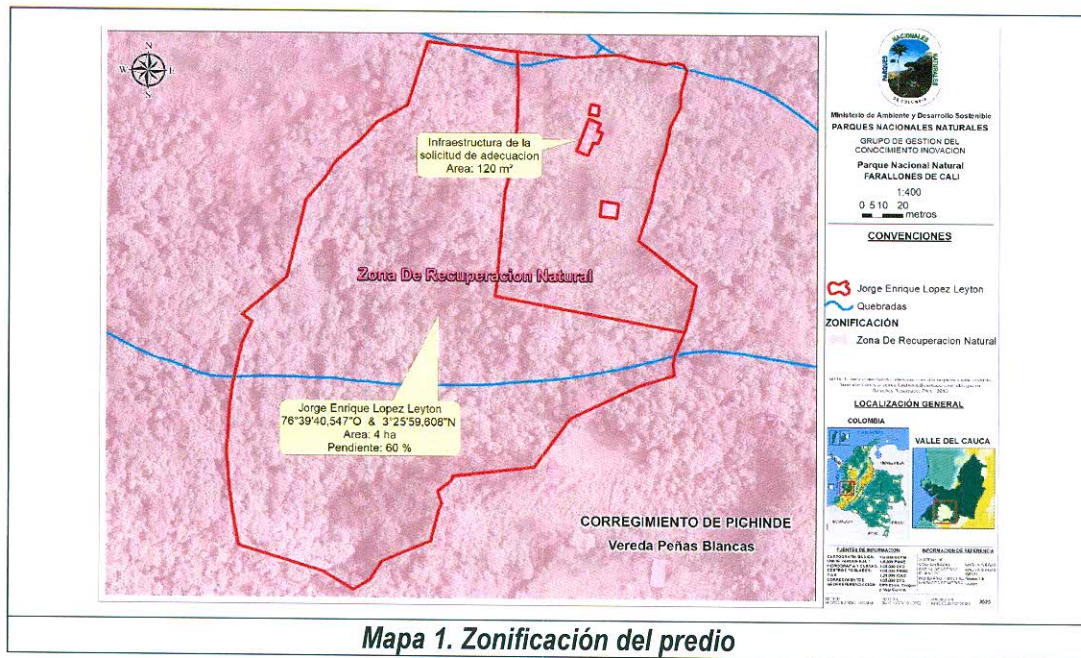 N
W E
S
Infraestructura de la
solicitud de adecuacion
Area: 120 m²
Zona De Recuperacion Natural
Jorge Enrique Lopez Leyton
76°39'40,547"O & 3°25'59,608"N
Area: 4 ha
Pendiente: 60 %
CORREGIMIENTO DE PICHINDE
Vereda Peñas Blancas
PARQUES NACIONALES NATURALES
DE COLOMBIA
Ministerio de Ambiente y Desarrollo Sostenible
PARQUES NACIONALES NATURALES
GRUPO DE GESTION DEL
CONOCIMIENTO INOVACION
Parque Nacional Natural
FARALLONES DE CALI
1:400
0 5 10 20
metros
CONVENCIONES
Jorge Enrique Lopez Leyton
Quebradas
ZONIFICACIÓN
Zona De Recuperacion Natural
LOCALIZACIÓN GENERAL
COLOMBIA
VALLE DEL CAUCA
FUENTES DE INFORMACION
INFORMACION DE REFERENCIA
Mapa 1. Zonificación del predio